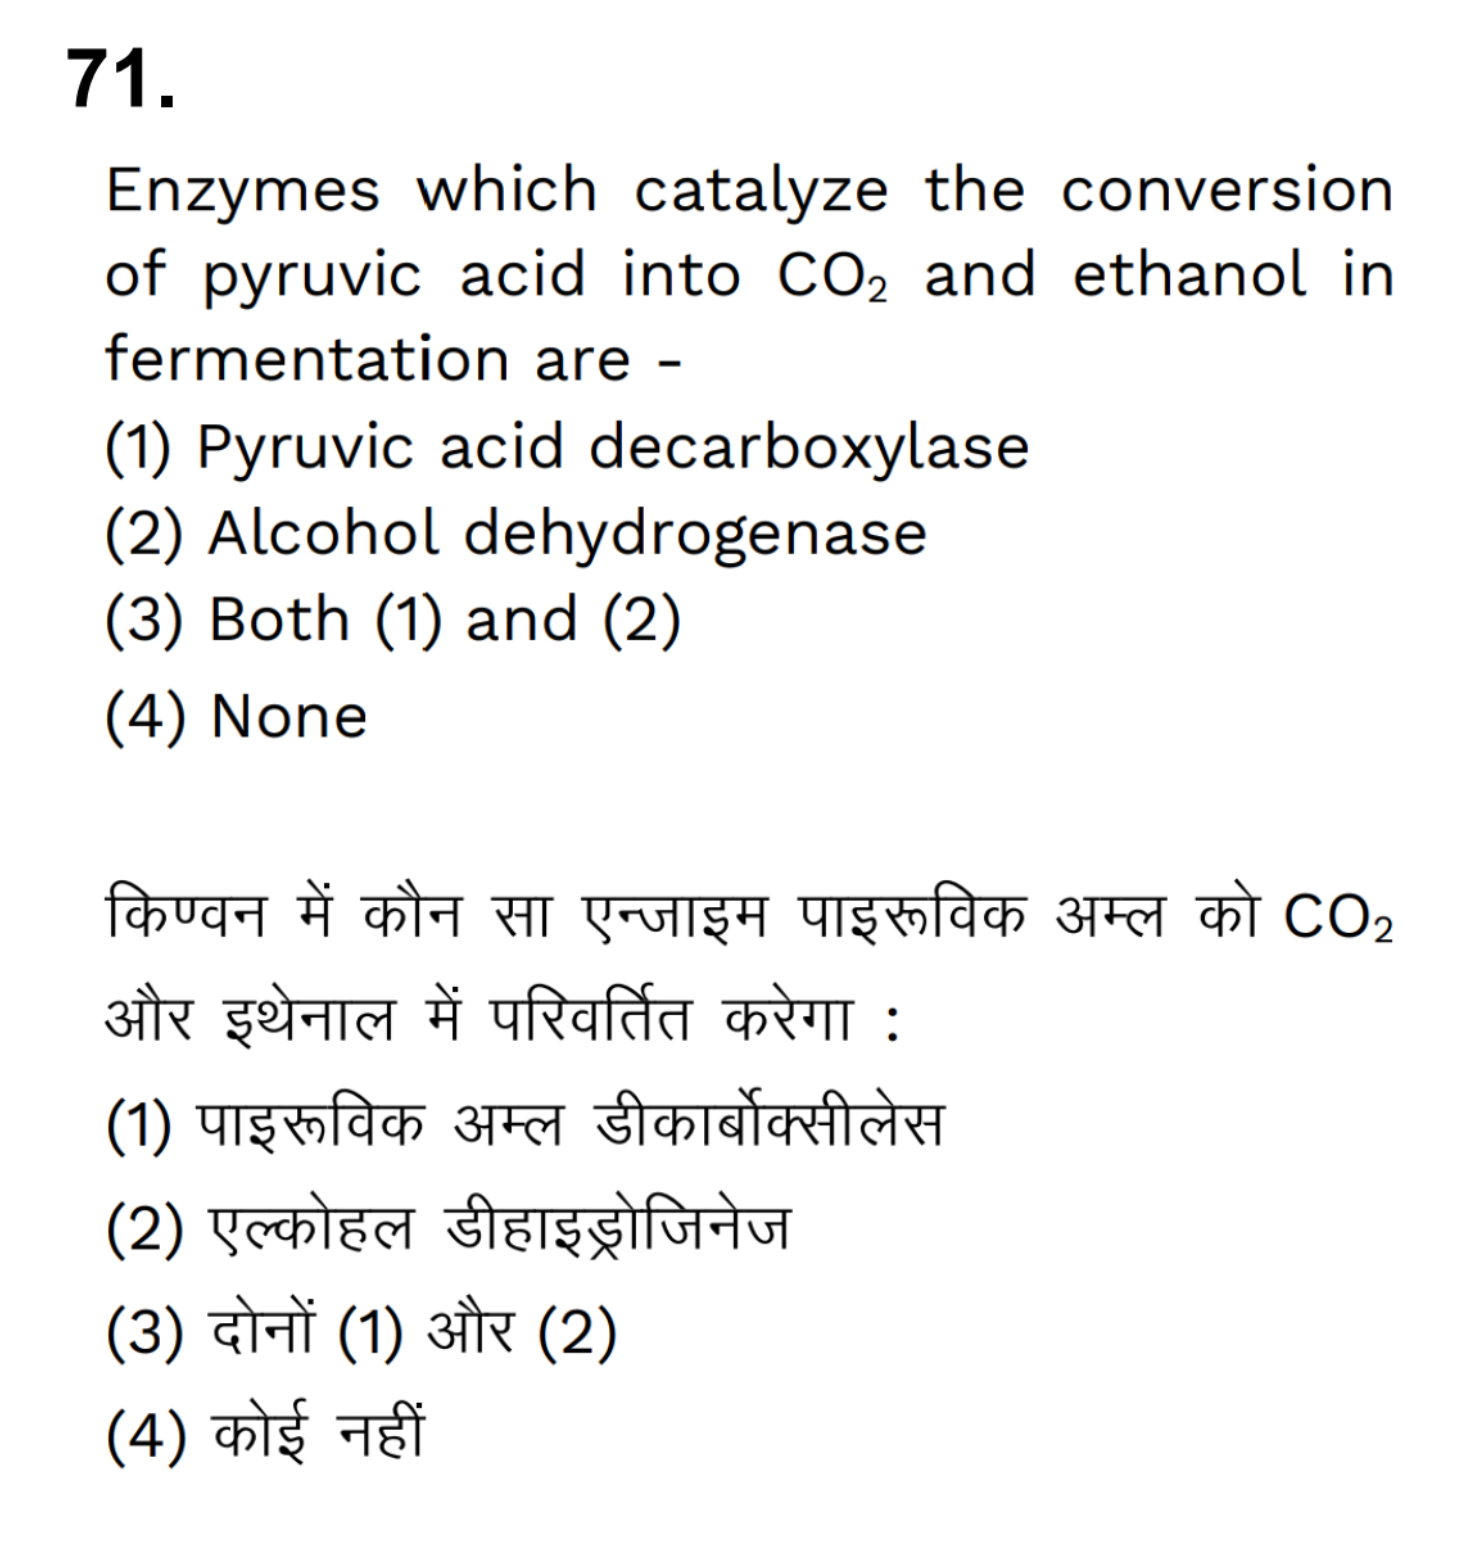 71.
Enzymes which catalyze the conversion
of pyruvic acid into CO₂ and ethanol in
fermentation are -
(1) Pyruvic acid decarboxylase
(2) Alcohol dehydrogenase
(3) Both (1) and (2)
(4) None
किण्वन में कौन सा एन्जाइम पाइरूविक अम्ल को CO₂
और इथेनाल में परिवर्तित करेगा :
(1) पाइरूविक अम्ल डीकार्बोक्सीलेस
(2) एल्कोहल डीहाइड्रोजिनेज
(3) दोनों (1) और (2)
(4) कोई नहीं